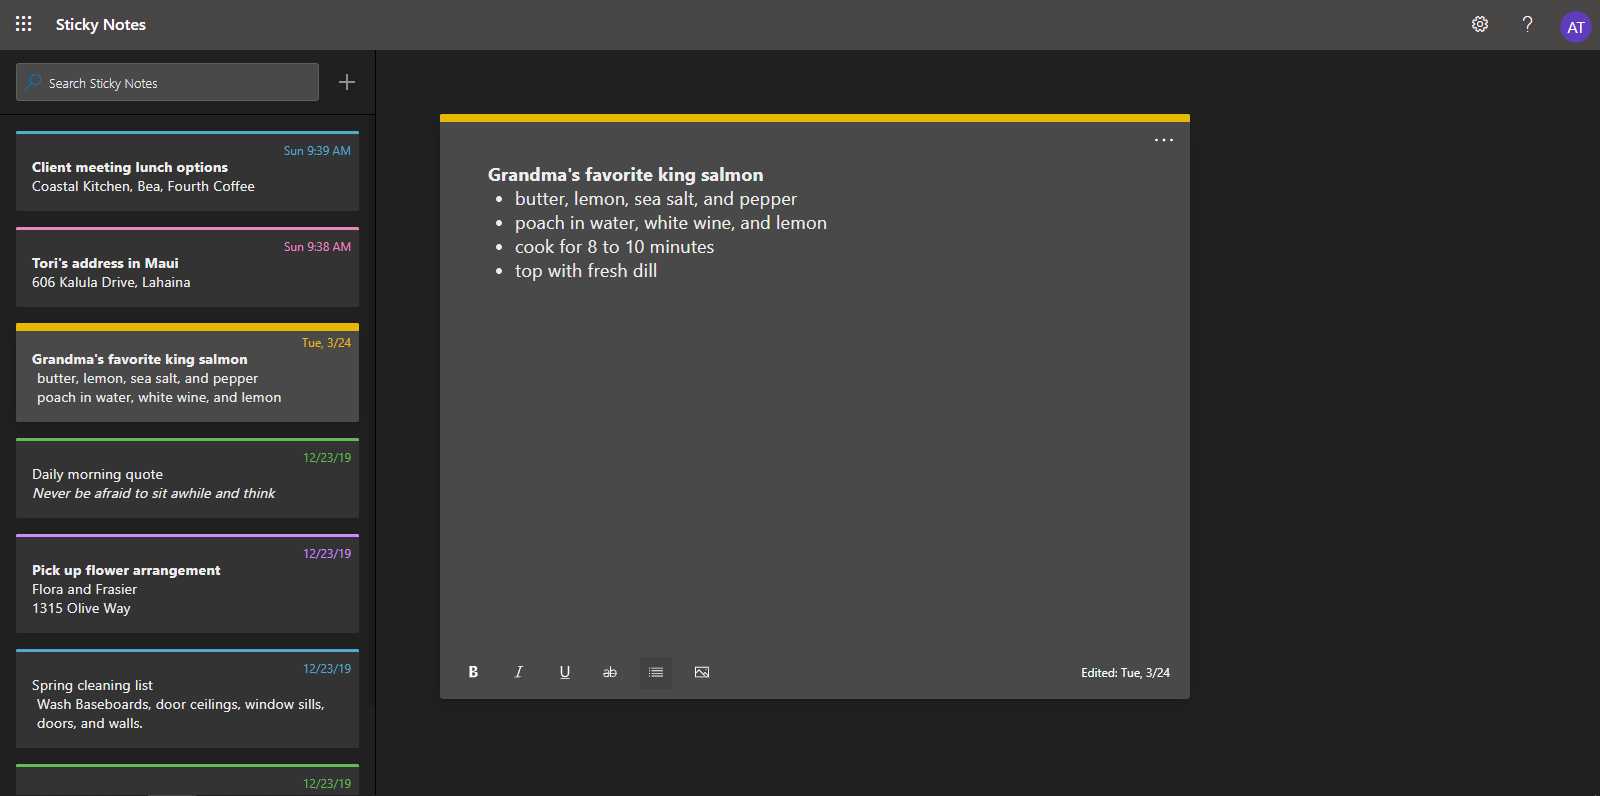 Sticky Notes
?
AT
Search Sticky Notes
Sun 9:39 AM
Client meeting lunch options
Coastal Kitchen, Bea, Fourth Coffee
Sun 9:38 AM
Tori's address in Maui
606 Kalula Drive, Lahaina
Tue, 3/24
Grandma's favorite king salmon
butter, lemon, sea salt, and pepper
poach in water, white wine, and lemon
12/23/19
Daily morning quote
Never be afraid to sit awhile and think
12/23/19
Pick up flower arrangement
Flora and Frasier
1315 Olive Way
12/23/19
Spring cleaning list
Wash Baseboards, door ceilings, window sills,
doors, and walls.
12/23/19
Grandma's favorite king salmon
• butter, lemon, sea salt, and pepper
• poach in water, white wine, and lemon
• cook for 8 to 10 minutes
• top with fresh dill
B I U ab
Edited: Tue, 3/24